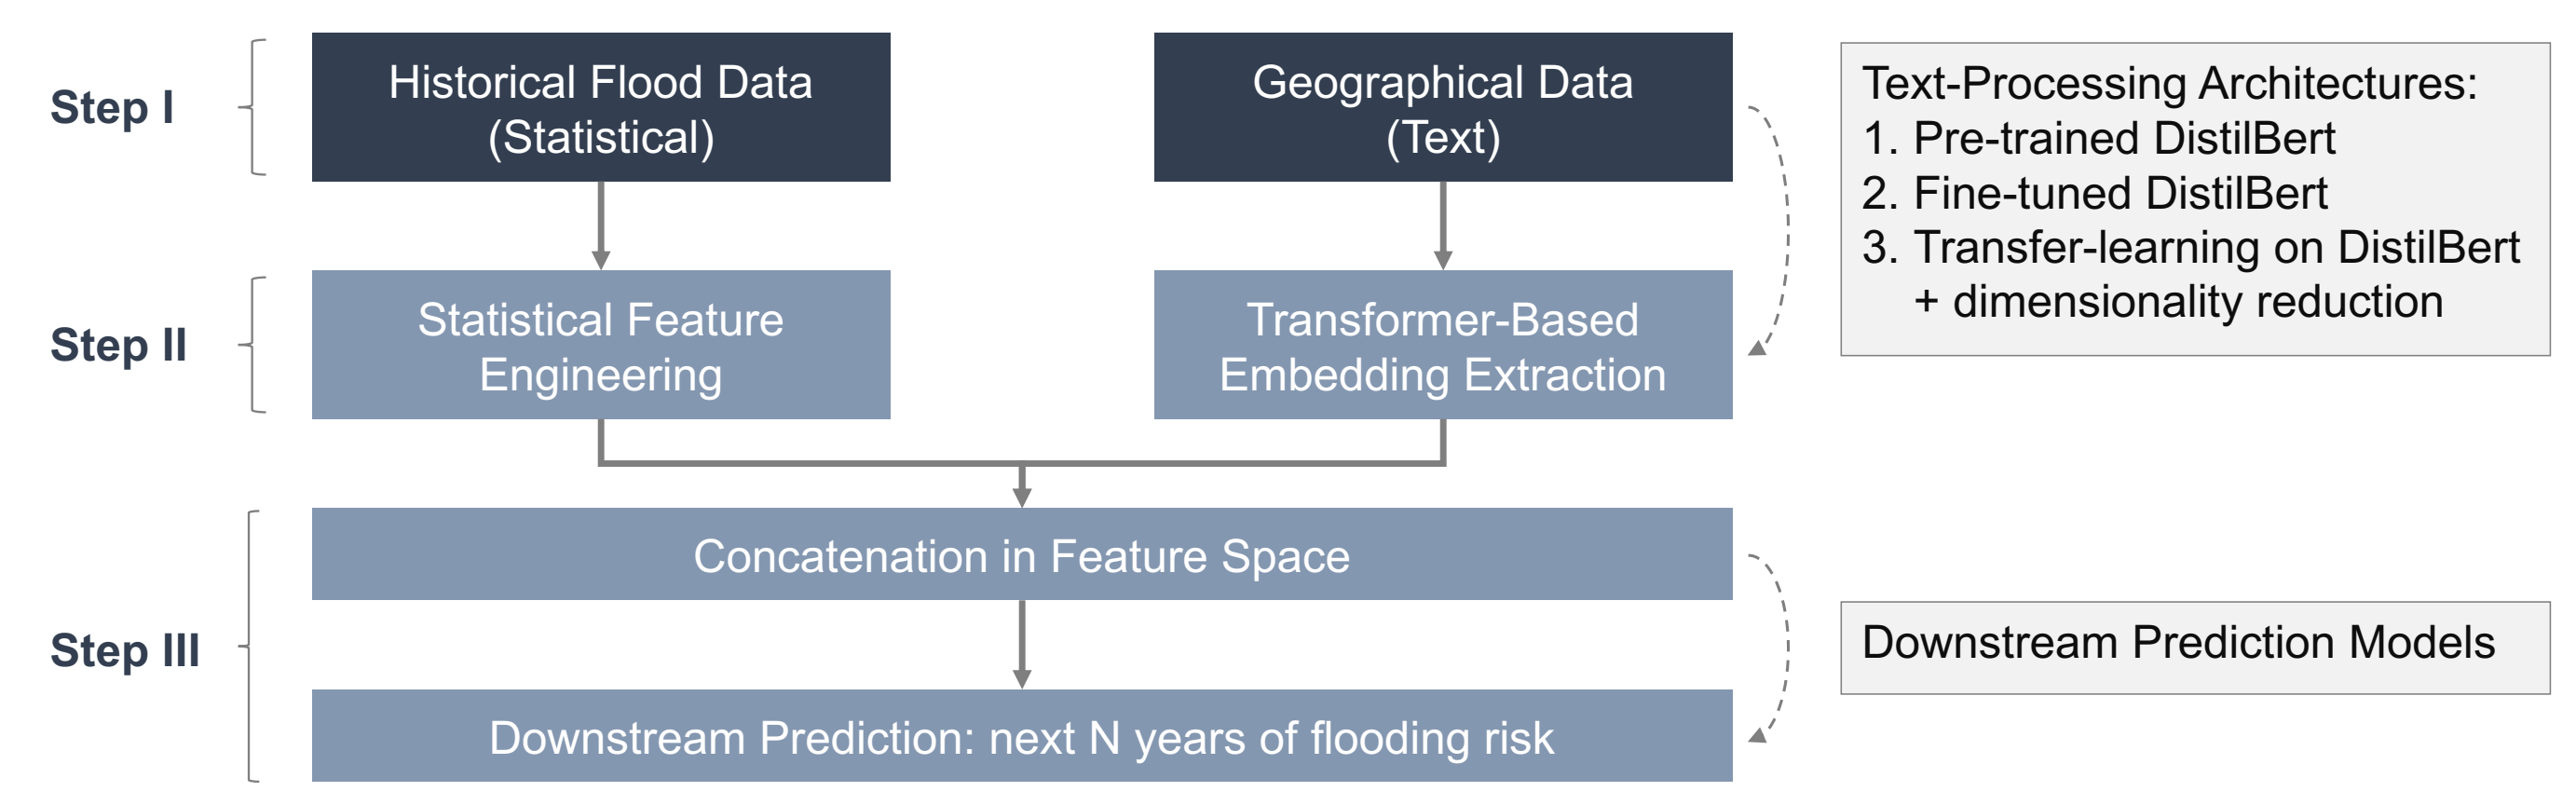 Step I
Historical Flood Data
(Statistical)
Geographical Data
(Text)
Text-Processing Architectures:
1. Pre-trained DistilBert
2. Fine-tuned DistilBert
3. Transfer-learning on DistilBert
+ dimensionality reduction
Step II
Statistical Feature
Engineering
Transformer-Based
Embedding Extraction
Step III
Concatenation in Feature Space
Downstream Prediction: next N years of flooding risk
Downstream Prediction Models